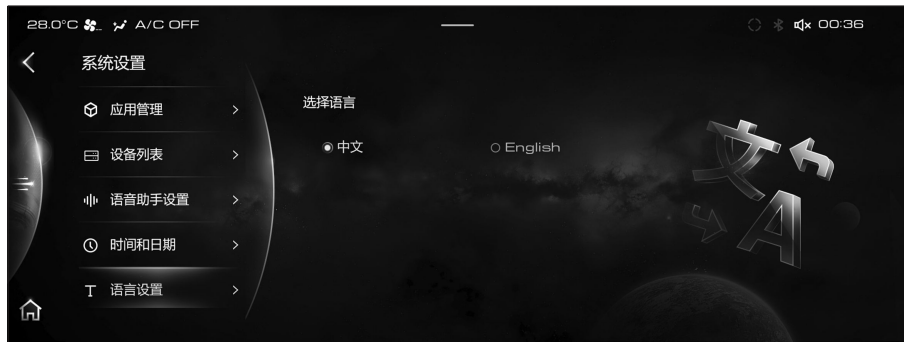 28.0°C A/C OFF 00:36
系统设置
应用管理
设备列表
语音助手设置
时间和日期
语言设置
选择语言
中文 English
文
A